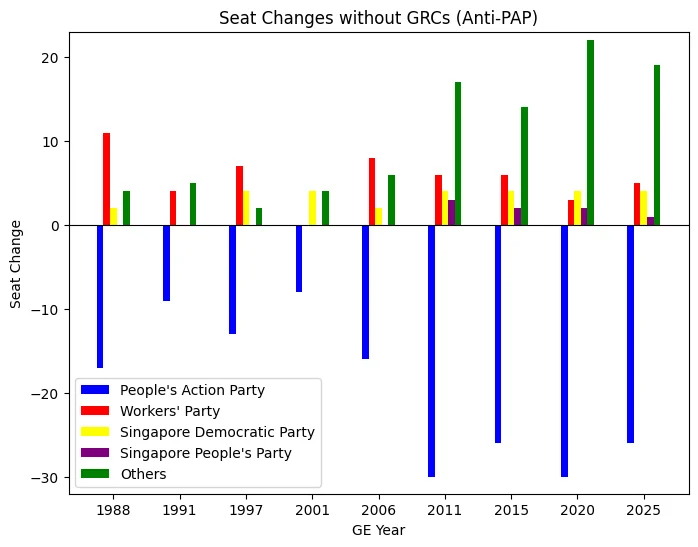 Seat Changes without GRCs (Anti-PAP)
Seat Change
20
10
0
−10
−20
−30
People's Action Party
Workers' Party
Singapore Democratic Party
Singapore People's Party
Others
1988 1991 1997 2001 2006 2011 2015 2020 2025
GE Year